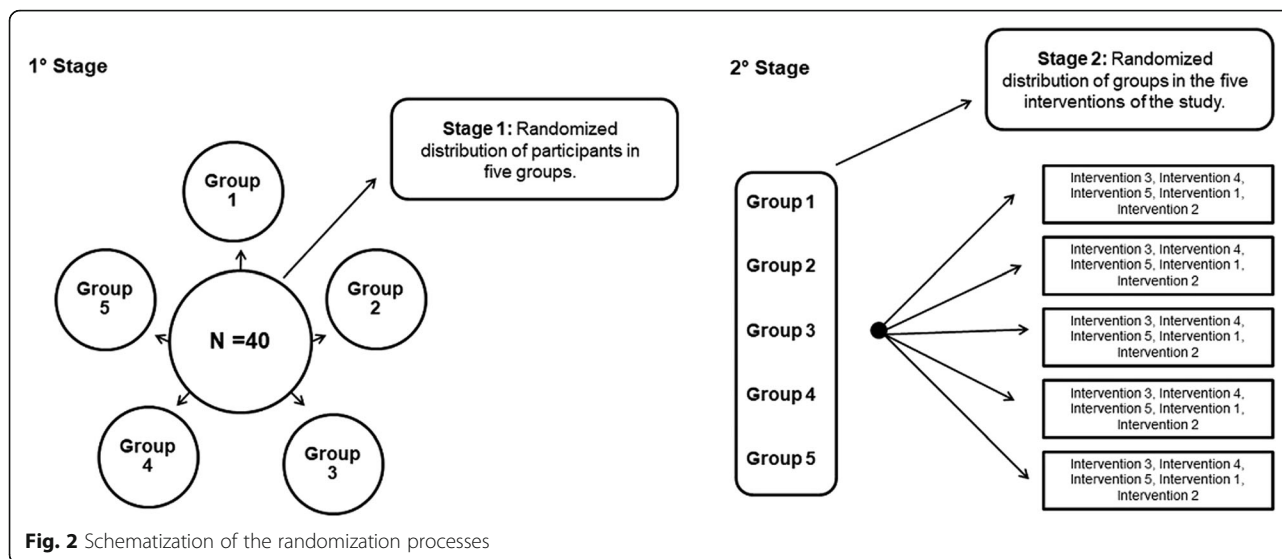 1° Stage
Stage 1: Randomized
distribution of participants in
five groups.
Group
1
Group
5
Group
2
N =40
Group
4
Group
3
2° Stage
Stage 2: Randomized
distribution of groups in the five
interventions of the study.
Group 1
Group 2
Group 3
Group 4
Group 5
Intervention 3, Intervention 4,
Intervention 5, Intervention 1,
Intervention 2
Intervention 3, Intervention 4,
Intervention 5, Intervention 1,
Intervention 2
Intervention 3, Intervention 4,
Intervention 5, Intervention 1,
Intervention 2
Intervention 3, Intervention 4,
Intervention 5, Intervention 1,
Intervention 2
Intervention 3, Intervention 4,
Intervention 5, Intervention 1,
Intervention 2
Fig. 2 Schematization of the randomization processes